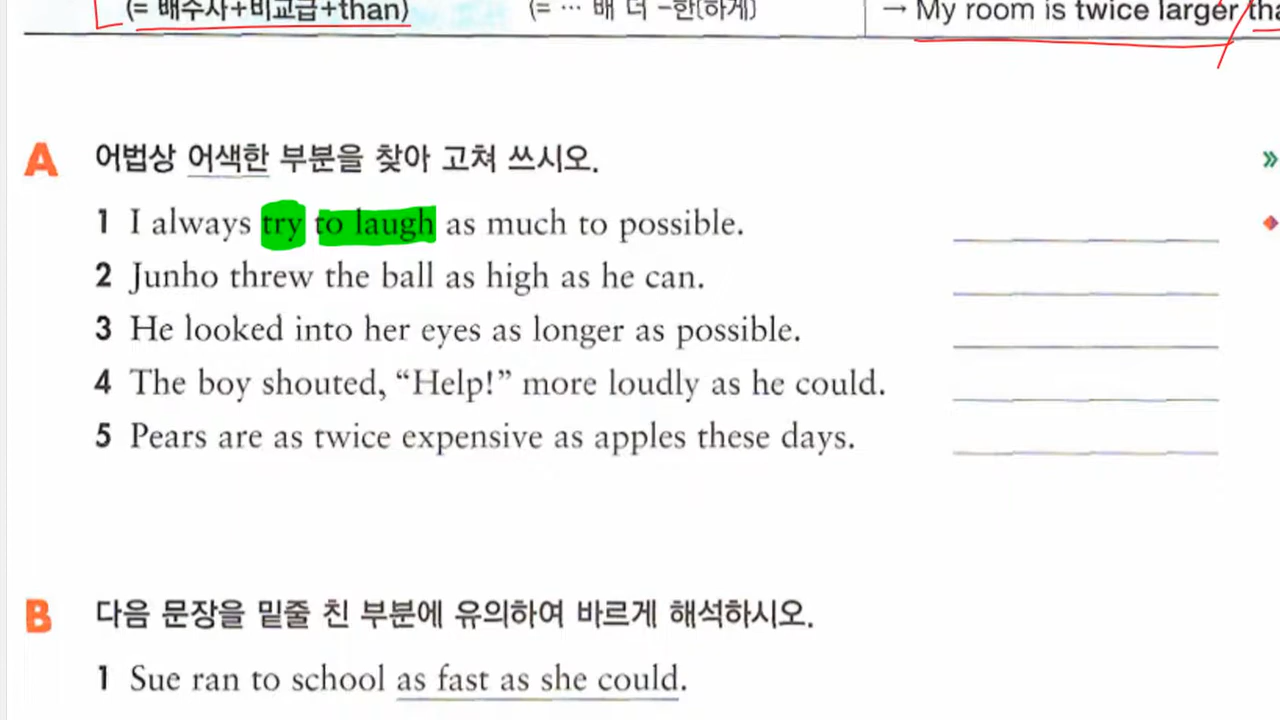 (= 배수사+비교급+than)
(= … 배 더 –한(하게)
→ My room is twice larger tha
A 어법상 어색한 부분을 찾아 고쳐 쓰시오.
1 I always try to laugh as much to possible.
2 Junho threw the ball as high as he can.
3 He looked into her eyes as longer as possible.
4 The boy shouted, “Help!” more loudly as he could.
5 Pears are as twice expensive as apples these days.
B 다음 문장을 밑줄 친 부분에 유의하여 바르게 해석하시오.
1 Sue ran to school as fast as she could.